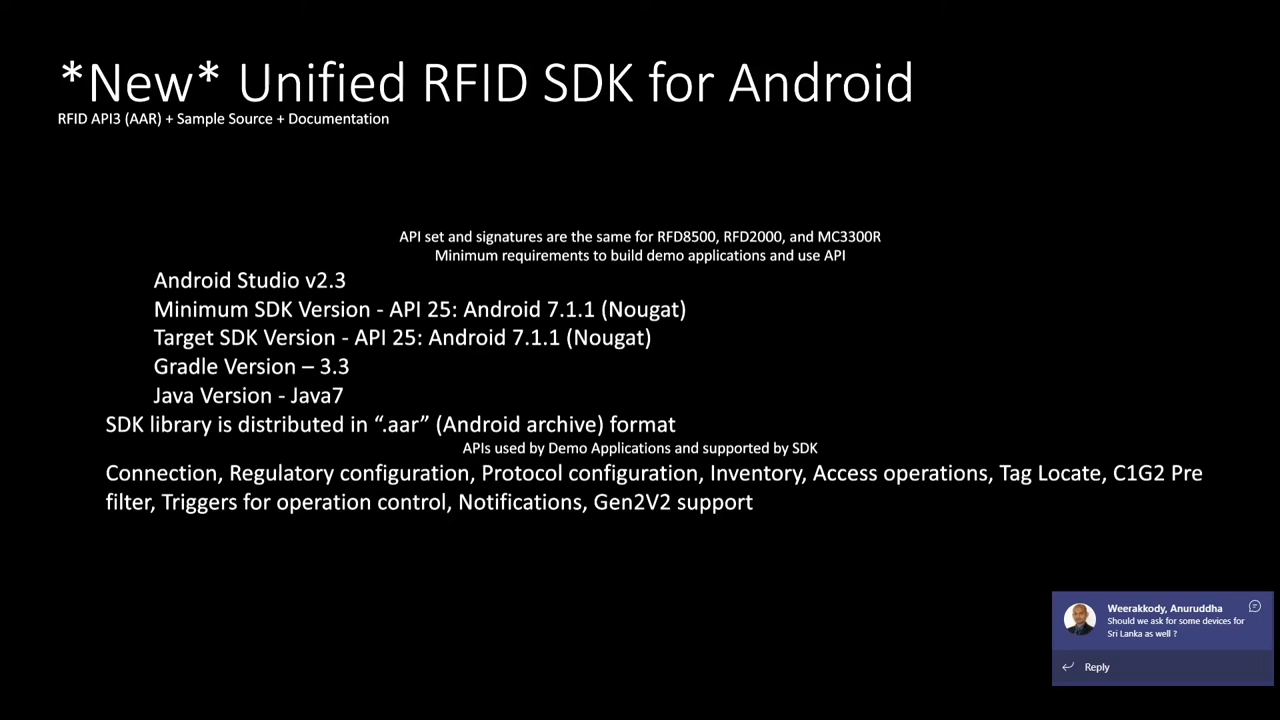 *New* Unified RFID SDK for Android
RFID API3 (AAR) + Sample Source + Documentation
API set and signatures are the same for RFD8500, RFD2000, and MC3300R
Minimum requirements to build demo applications and use API
Android Studio v2.3
Minimum SDK Version - API 25: Android 7.1.1 (Nougat)
Target SDK Version - API 25: Android 7.1.1 (Nougat)
Gradle Version – 3.3
Java Version - Java7
SDK library is distributed in “.aar” (Android archive) format
APIs used by Demo Applications and supported by SDK
Connection, Regulatory configuration, Protocol configuration, Inventory, Access operations, Tag Locate, C1G2 Pre
filter, Triggers for operation control, Notifications, Gen2V2 support
Weerakkody, Anuruddha
Should we ask for some devices for
Sri Lanka as well ?
Reply